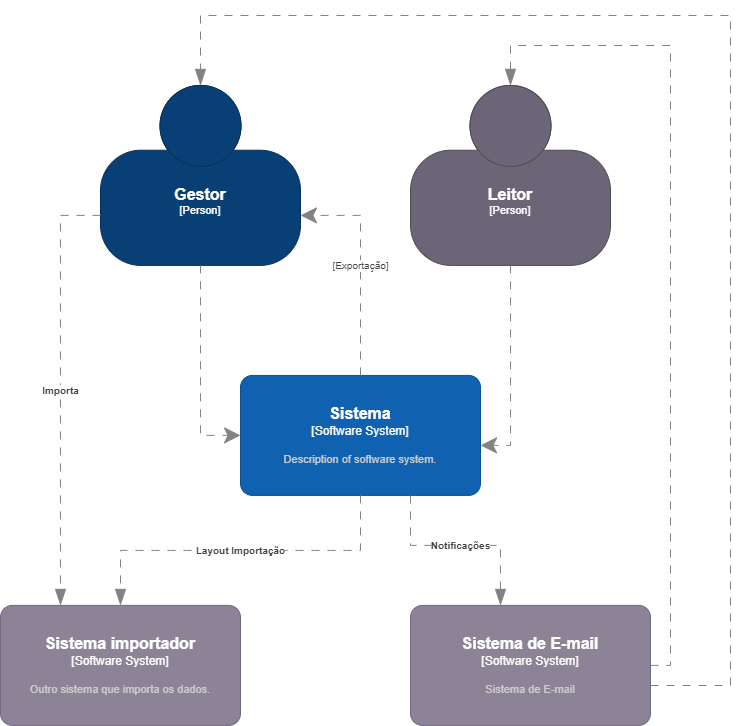 Gestor
[Person]
Leitor
[Person]
[Exportação]
Importa
Sistema
[Software System]
Description of software system.
Layout Importação
Notificações
Sistema importador
[Software System]
Outro sistema que importa os dados.
Sistema de E-mail
[Software System]
Sistema de E-mail